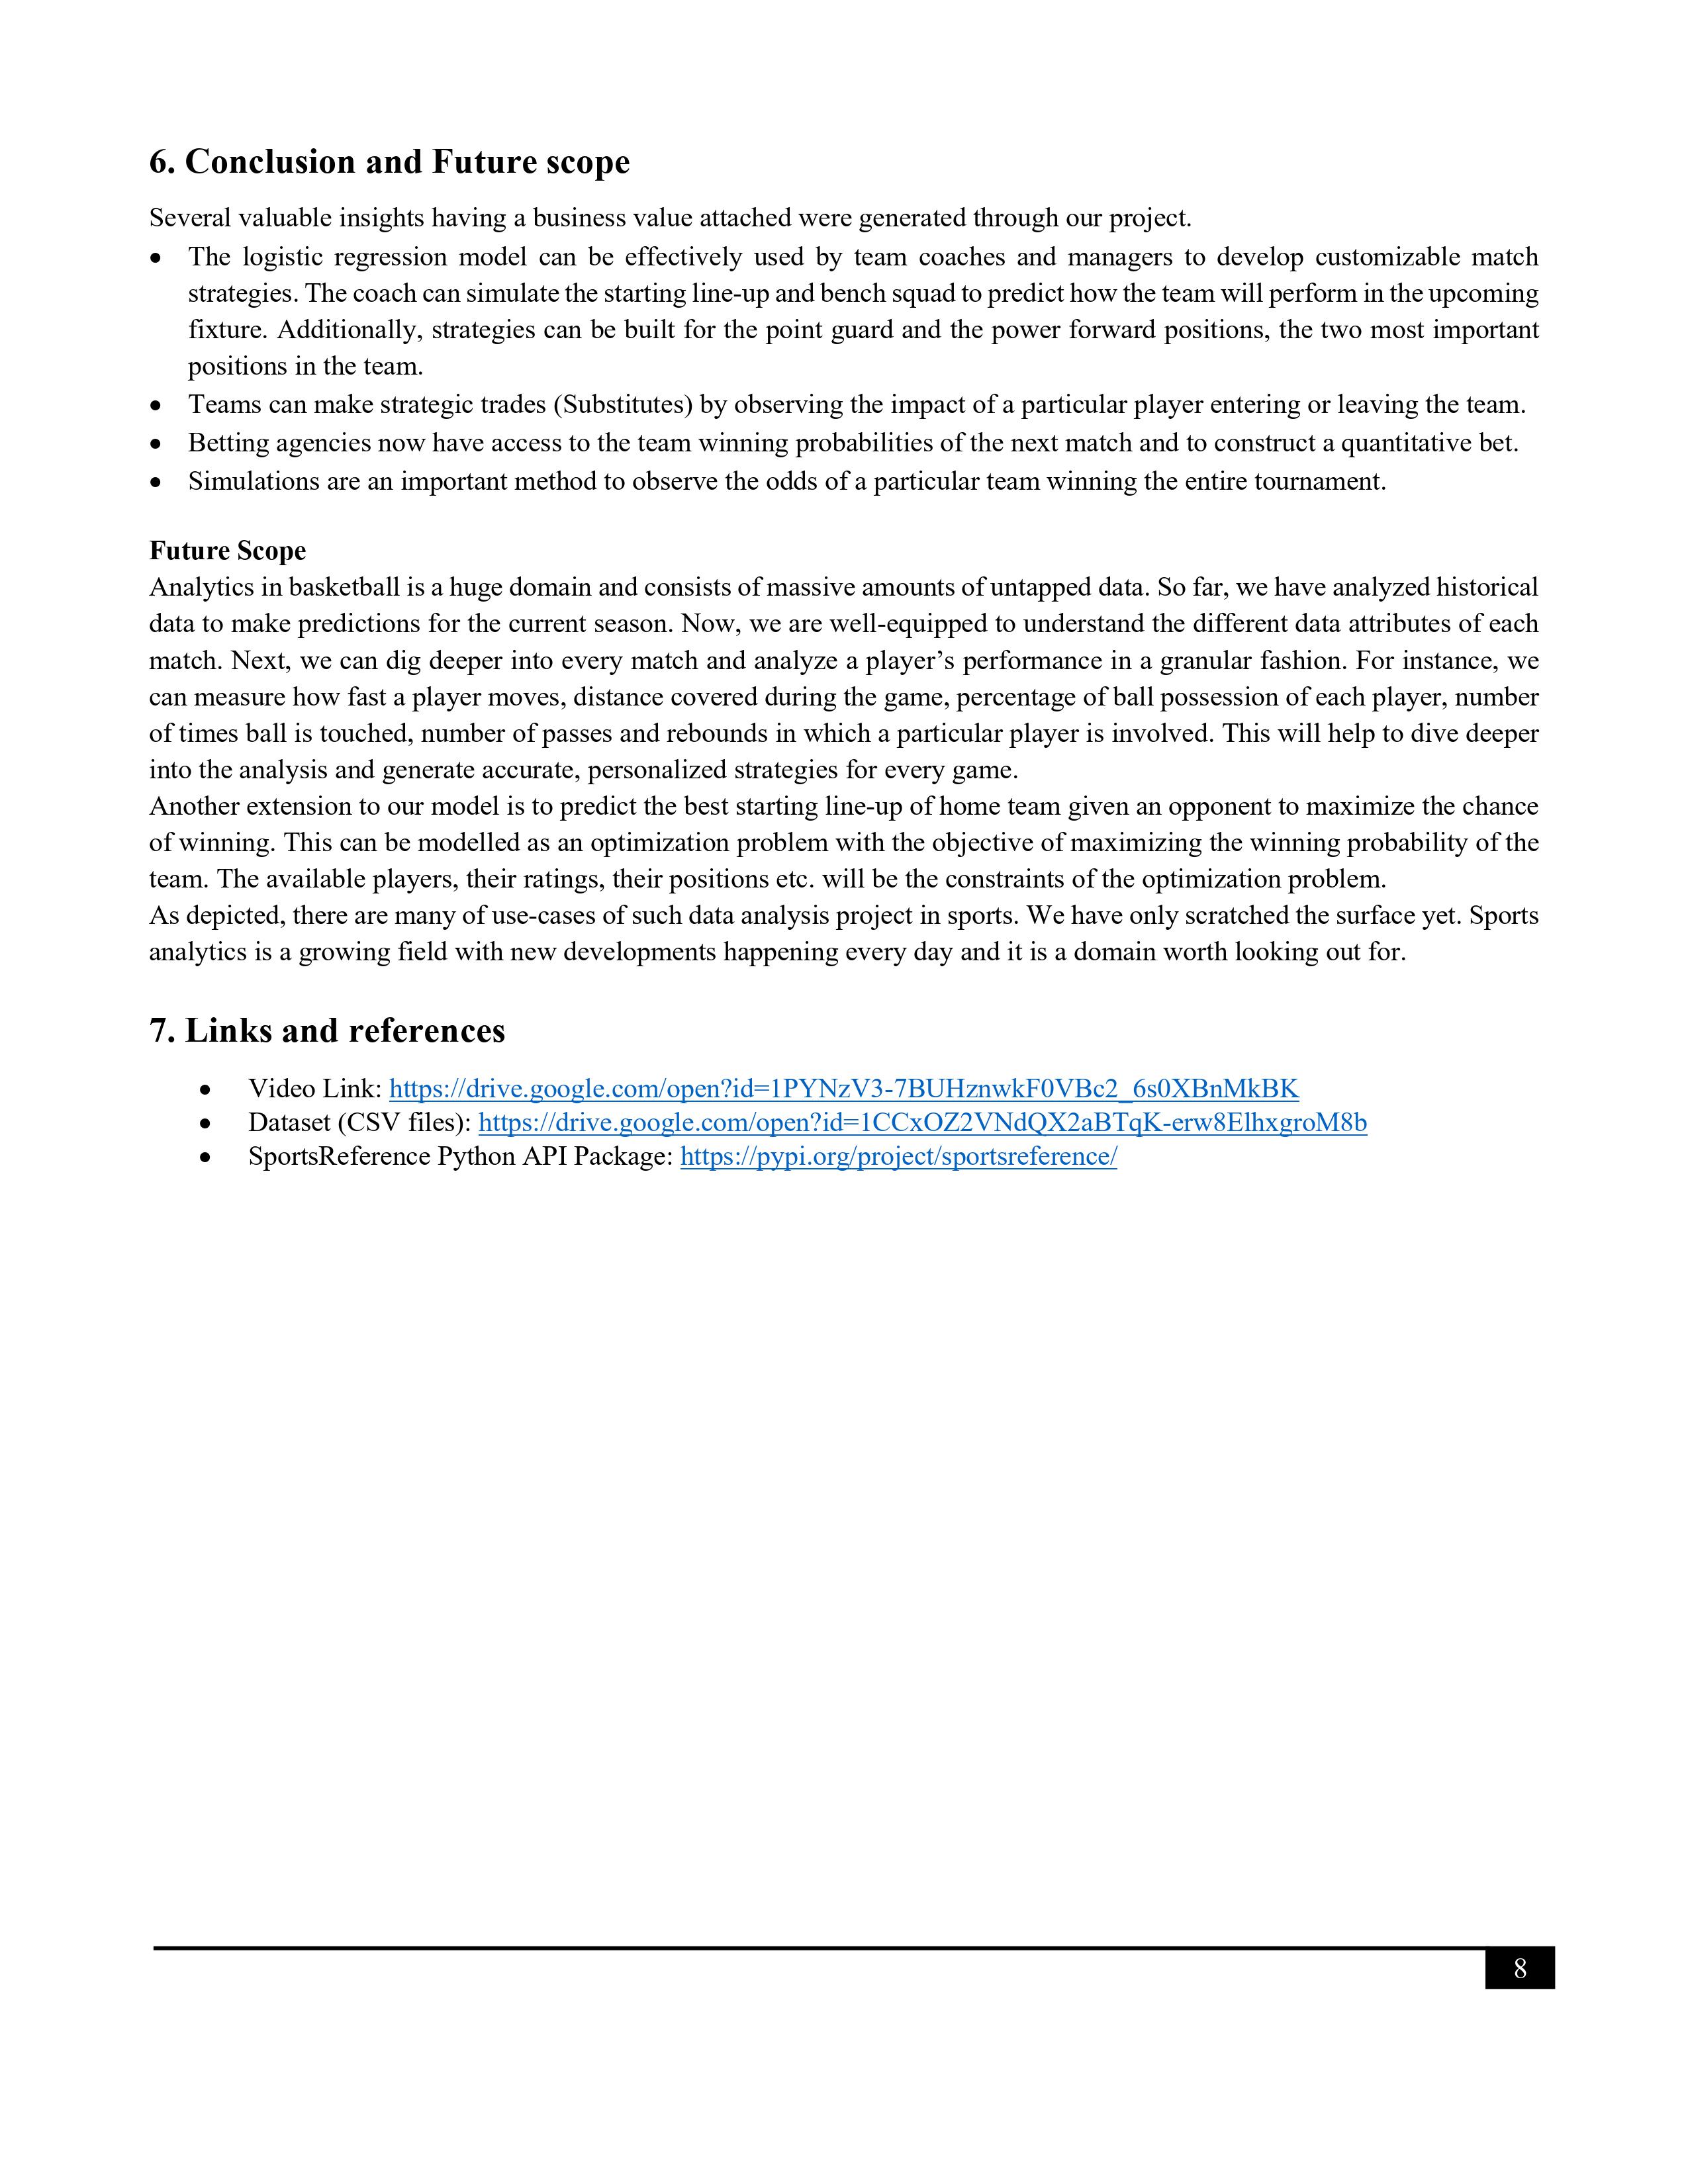 6. Conclusion and Future scope
Several valuable insights having a business value attached were generated through our project.
• The logistic regression model can be effectively used by team coaches and managers to develop customizable match
strategies. The coach can simulate the starting line-up and bench squad to predict how the team will perform in the upcoming
fixture. Additionally, strategies can be built for the point guard and the power forward positions, the two most important
positions in the team.
• Teams can make strategic trades (Substitutes) by observing the impact of a particular player entering or leaving the team.
• Betting agencies now have access to the team winning probabilities of the next match and to construct a quantitative bet.
• Simulations are an important method to observe the odds of a particular team winning the entire tournament.
Future Scope
Analytics in basketball is a huge domain and consists of massive amounts of untapped data. So far, we have analyzed historical
data to make predictions for the current season. Now, we are well-equipped to understand the different data attributes of each
match. Next, we can dig deeper into every match and analyze a player’s performance in a granular fashion. For instance, we
can measure how fast a player moves, distance covered during the game, percentage of ball possession of each player, number
of times ball is touched, number of passes and rebounds in which a particular player is involved. This will help to dive deeper
into the analysis and generate accurate, personalized strategies for every game.
Another extension to our model is to predict the best starting line-up of home team given an opponent to maximize the chance
of winning. This can be modelled as an optimization problem with the objective of maximizing the winning probability of the
team. The available players, their ratings, their positions etc. will be the constraints of the optimization problem.
As depicted, there are many of use-cases of such data analysis project in sports. We have only scratched the surface yet. Sports
analytics is a growing field with new developments happening every day and it is a domain worth looking out for.
7. Links and references
• Video Link: https://drive.google.com/open?id=1PYNzV3-7BUHznwkF0VBc2_6s0XBnMkBK
• Dataset (CSV files): https://drive.google.com/open?id=1CCxOZ2VNdQX2aBTqK-erw8ElhxgroM8b
• SportsReference Python API Package: https://pypi.org/project/sportsreference/
8